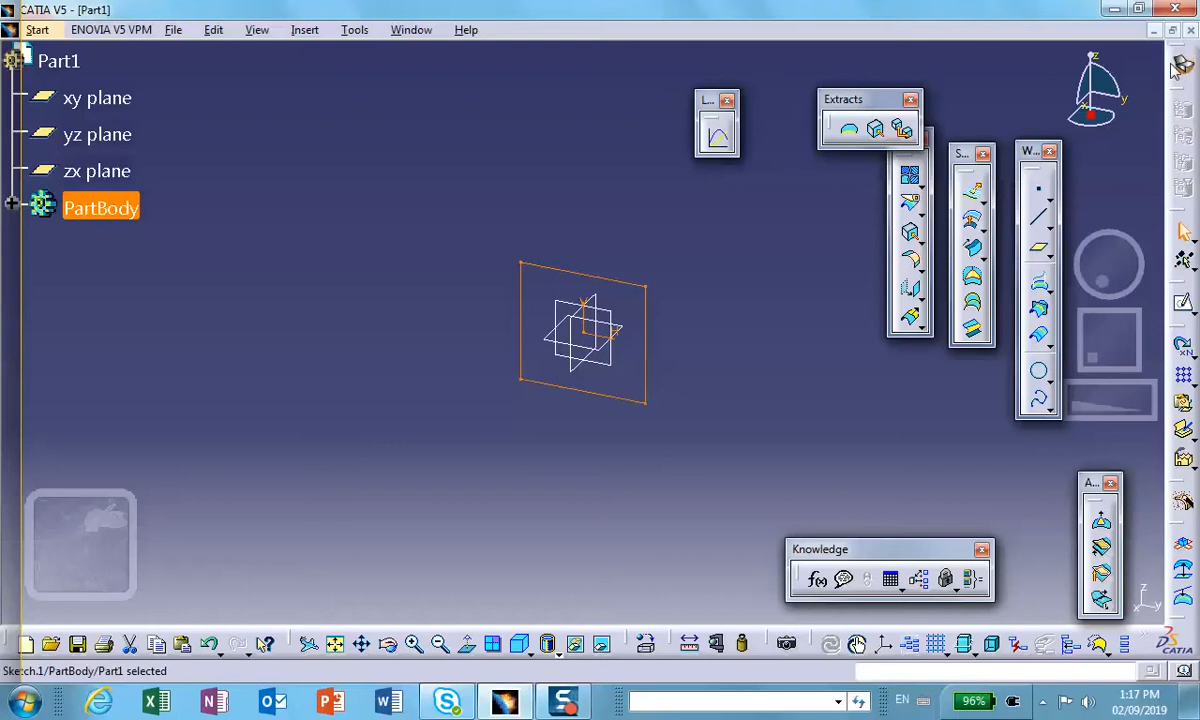 CATIA V5 - [Part1]
Start ENOVIA V5 VPM File Edit View Insert Tools Window Help
Part1
xy plane
yz plane
zx plane
PartBody
L...
Extracts
S...
W...
z
y
x
A...
Knowledge
f(x)
z
x y
CATIA
Sketch.1/PartBody/Part1 selected
EN
96%
1:17 PM
02/09/2019